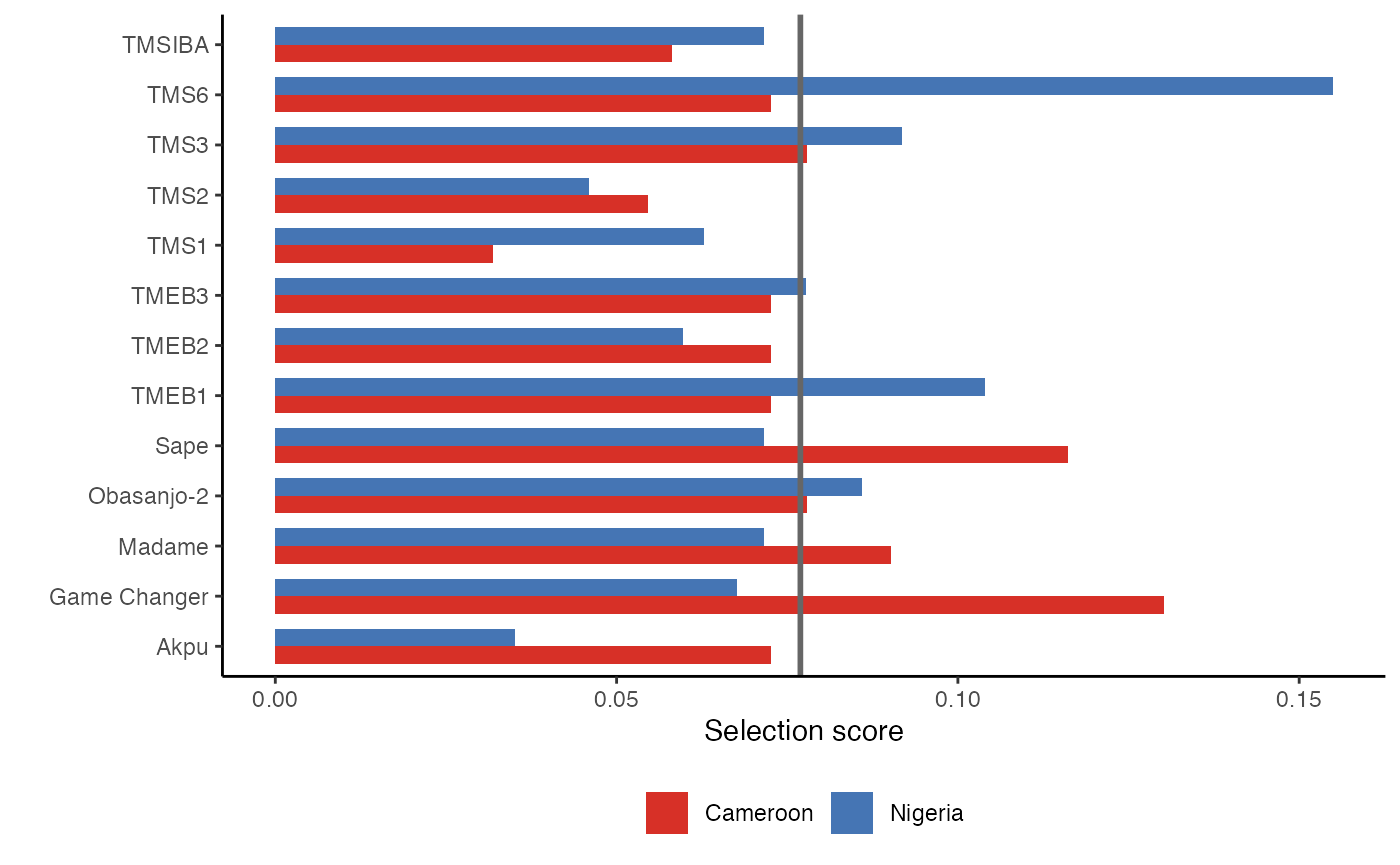 TMSIBA
TMS6
TMS3
TMS2
TMS1
TMEB3
TMEB2
TMEB1
Sape
Obasanjo-2
Madame
Game Changer
Akpu
0.00 0.05 0.10 0.15
Selection score
Cameroon Nigeria